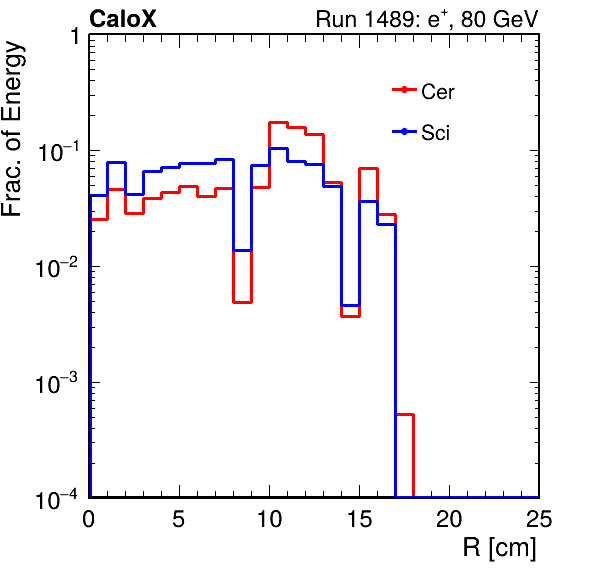 CaloX Run 1489: e⁺, 80 GeV
Frac. of Energy
1
10⁻¹
10⁻²
10⁻³
10⁻⁴
Cer
Sci
0 5 10 15 20 25
R [cm]